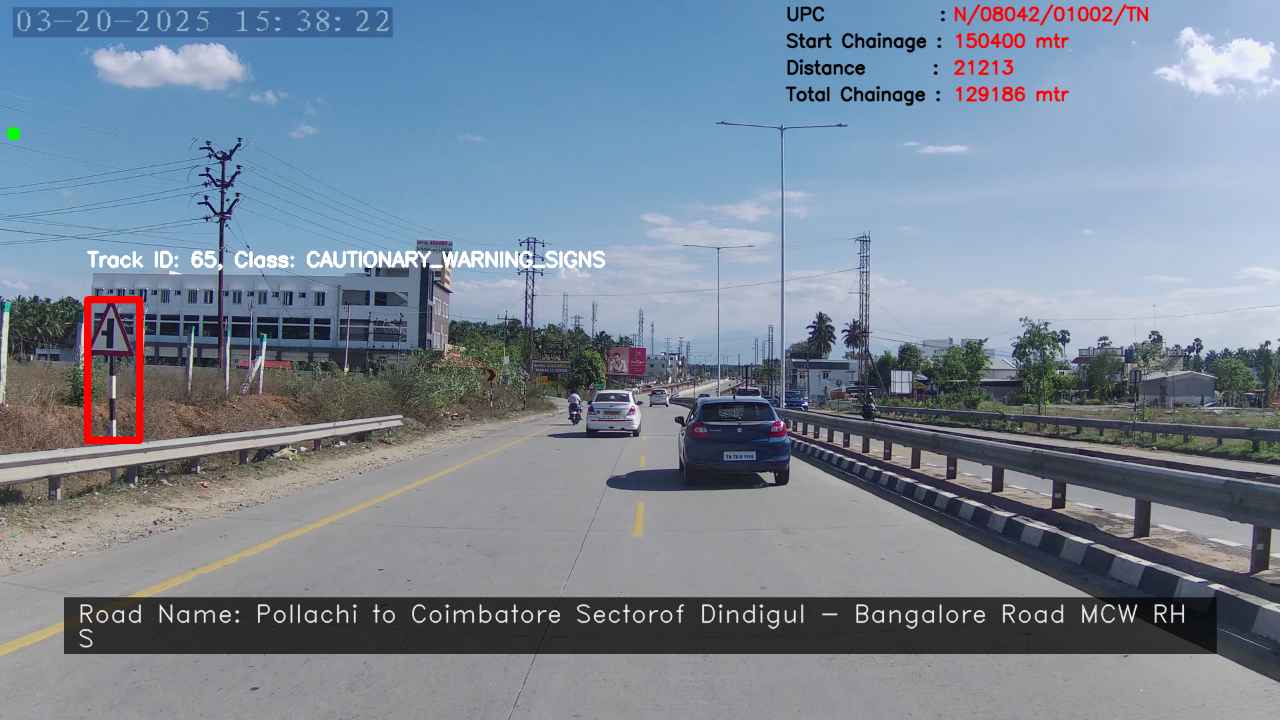 03-20-2025 15:38:22
UPC : N/08042/01002/TN
Start Chainage : 150400 mtr
Distance : 21213
Total Chainage : 129186 mtr
Track ID: 65, Class: CAUTIONARY_WARNING_SIGNS
Road Name: Pollachi to Coimbatore Sectorof Dindigul - Bangalore Road MCW RH
S